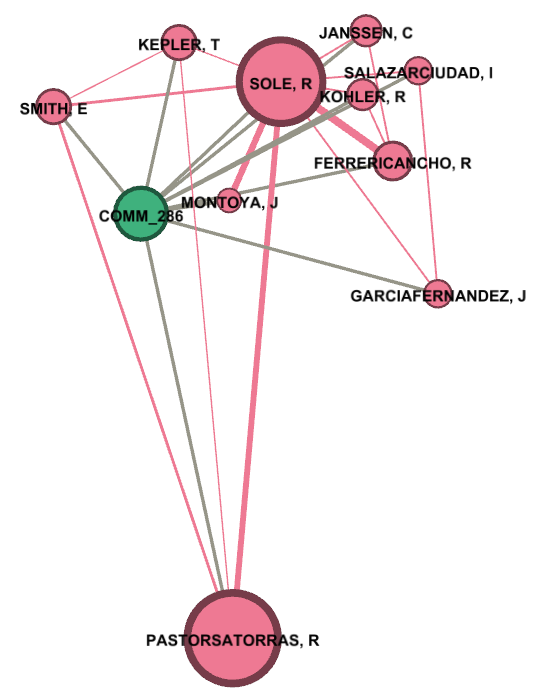 JANSSEN, C
KEPLER, T
SALAZARCIUDAD, I
SOLE, R
KOHLER, R
SMITH, E
FERRERICANCHO, R
MONTOYA, J
COMM_286
GARCIAFERNANDEZ, J
PASTORSATORRAS, R